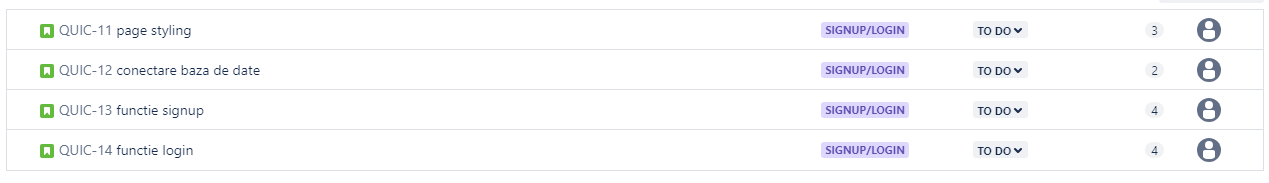 QUIC-11 page styling SIGNUP/LOGIN TO DO 3
QUIC-12 conectare baza de date SIGNUP/LOGIN TO DO 2
QUIC-13 functie signup SIGNUP/LOGIN TO DO 4
QUIC-14 functie login SIGNUP/LOGIN TO DO 4